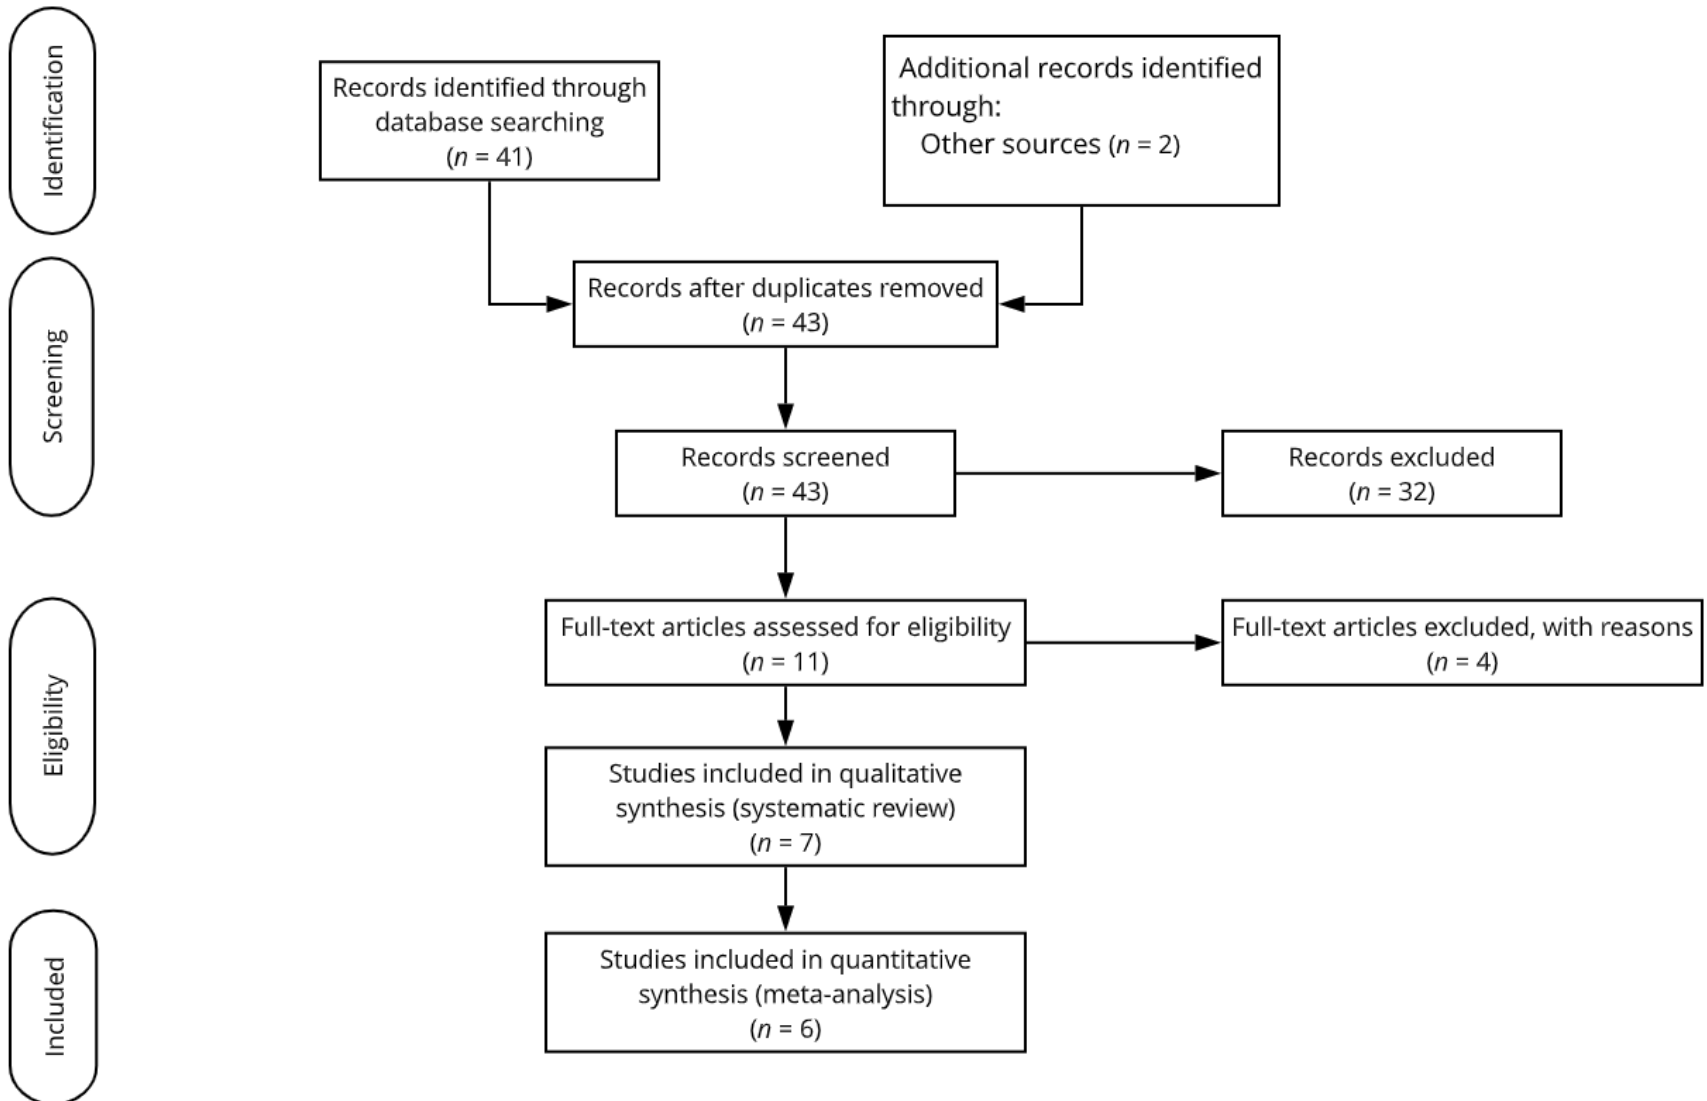 Identification
Records identified through
database searching
(n = 41)
Additional records identified
through:
Other sources (n = 2)
Screening
Records after duplicates removed
(n = 43)
Records screened
(n = 43)
Records excluded
(n = 32)
Eligibility
Full-text articles assessed for eligibility
(n = 11)
Full-text articles excluded, with reasons
(n = 4)
Studies included in qualitative
synthesis (systematic review)
(n = 7)
Included
Studies included in quantitative
synthesis (meta-analysis)
(n = 6)